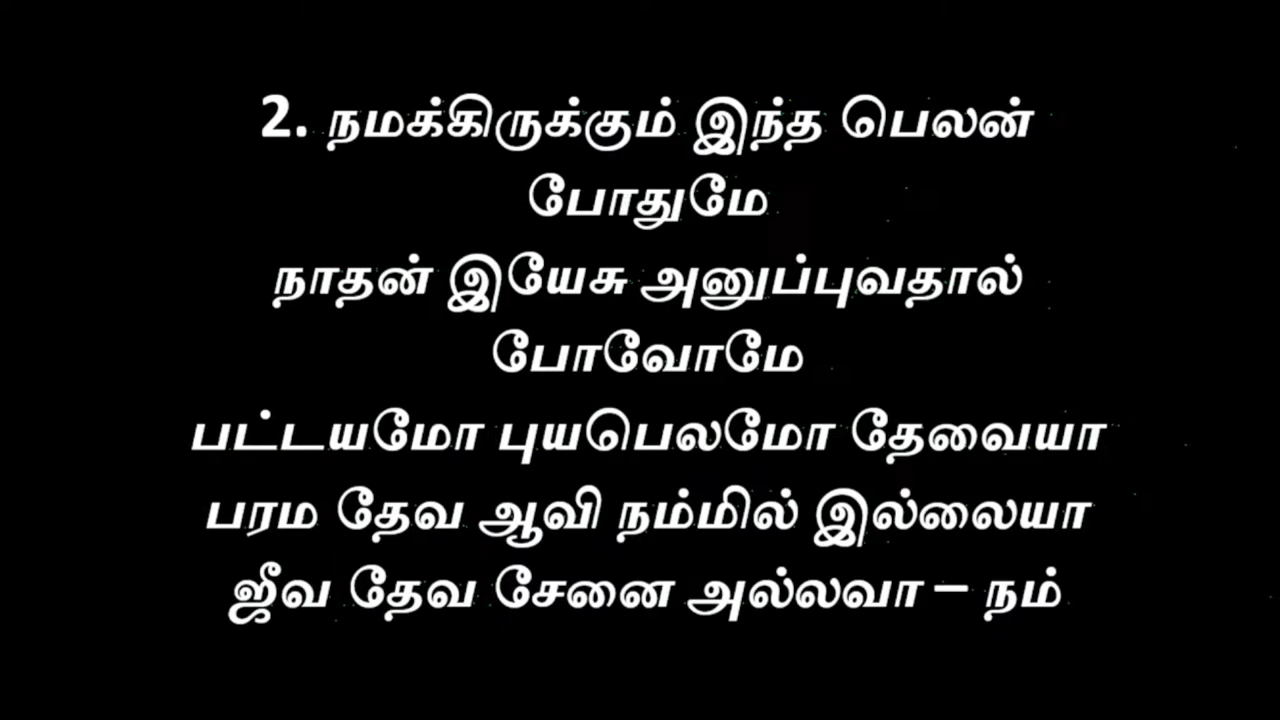 2. நமக்கிருக்கும் இந்த பெலன்
போதுமே
நாதன் இயேசு அனுப்புவதால்
போவோமே
பட்டயமோ புயபெலமோ தேவையா
பரம தேவ ஆவி நம்மில் இல்லையா
ஜீவ தேவ சேனை அல்லவா – நம்